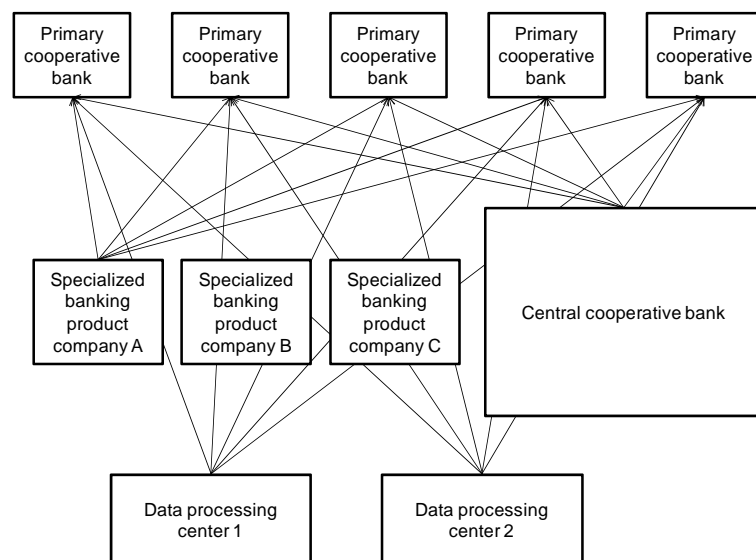 Primary
cooperative
bank
Primary
cooperative
bank
Primary
cooperative
bank
Primary
cooperative
bank
Primary
cooperative
bank
Specialized
banking
product
company A
Specialized
banking
product
company B
Specialized
banking
product
company C
Central cooperative bank
Data processing
center 1
Data processing
center 2